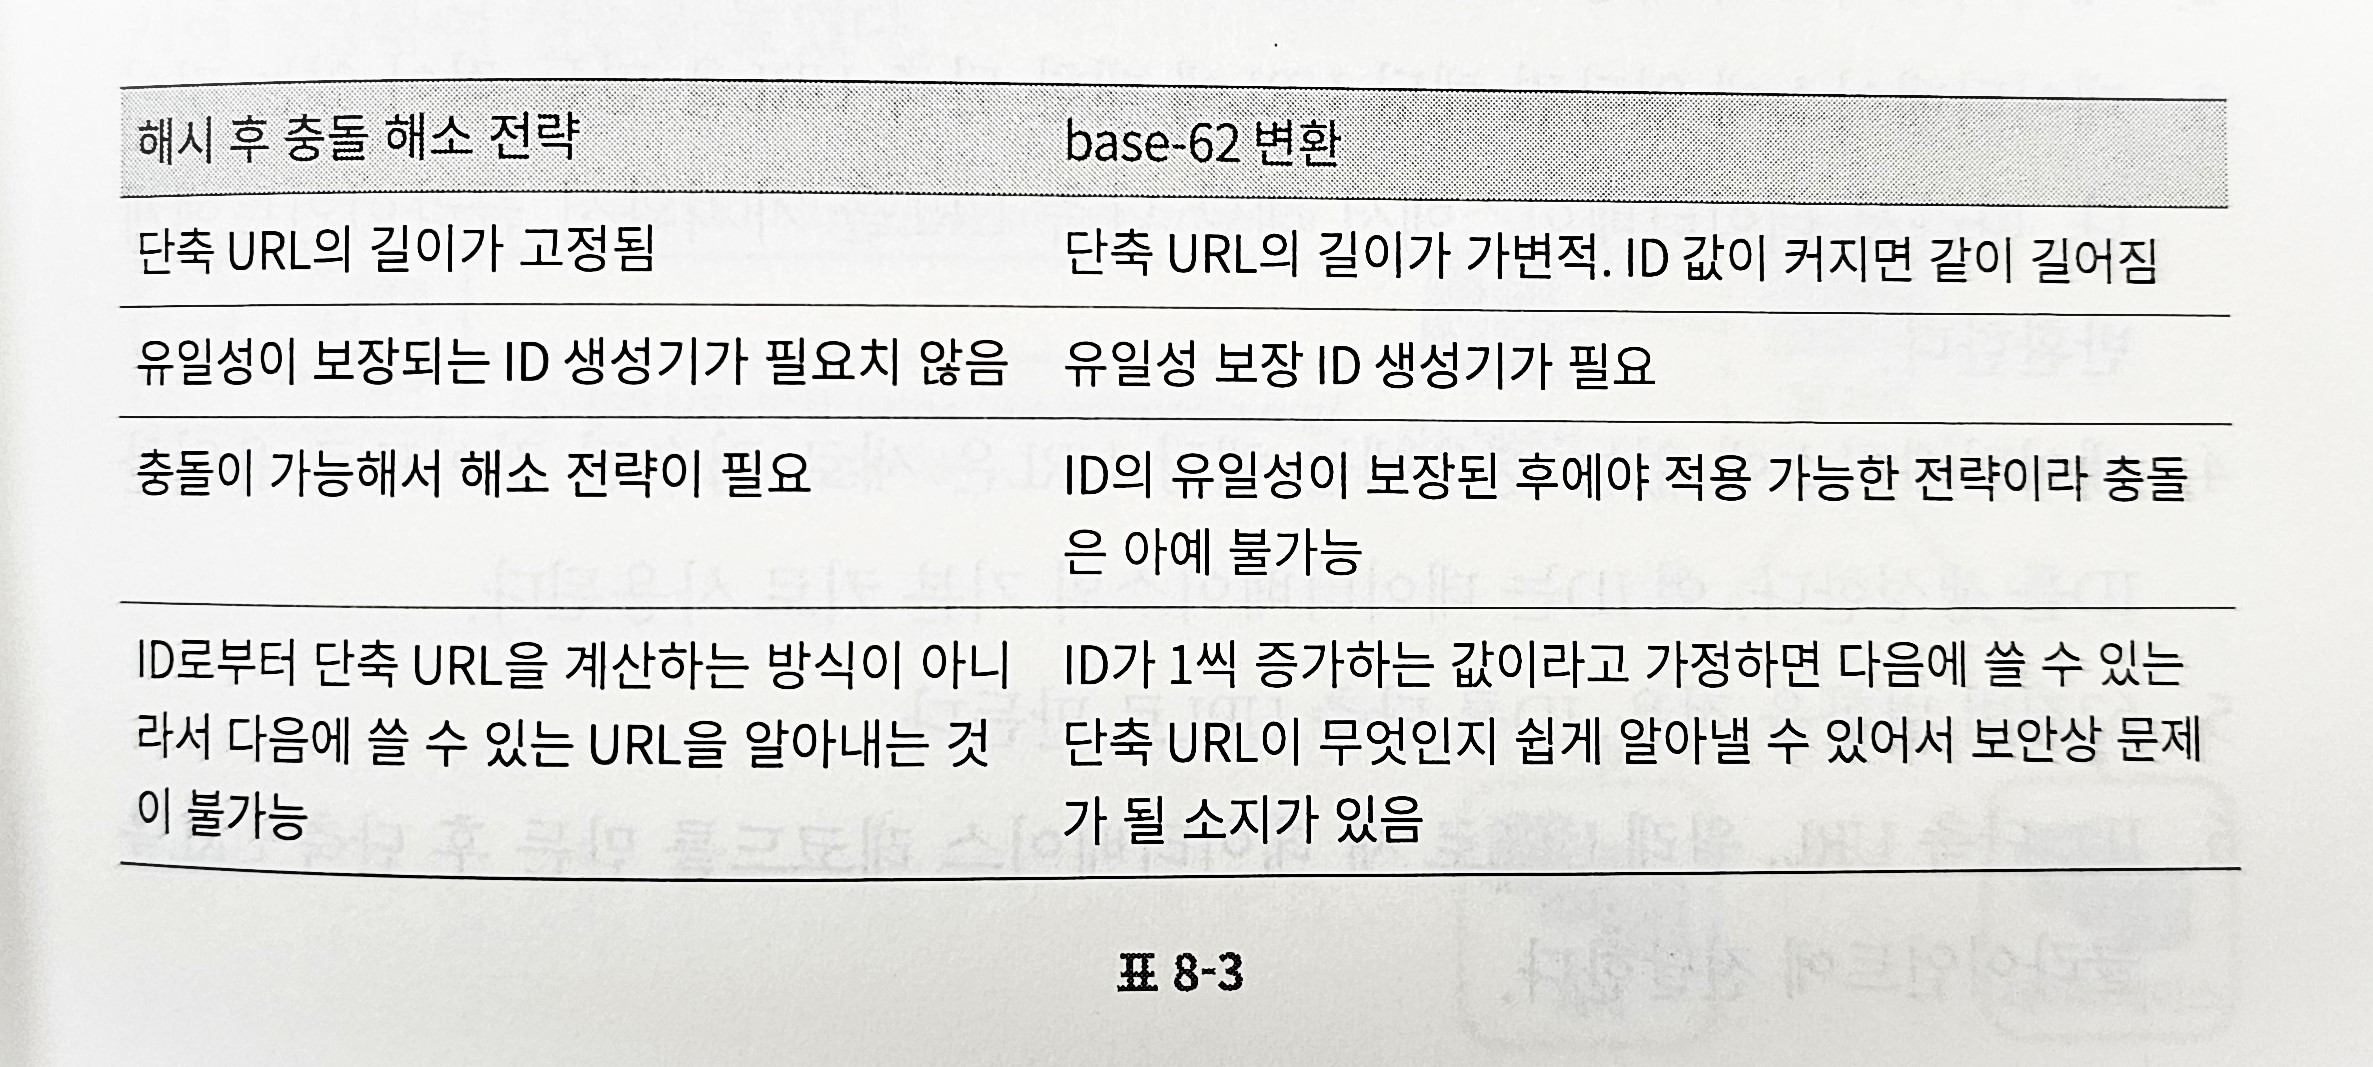 해시 후 충돌 해소 전략
base-62 변환
단축 URL의 길이가 고정됨
단축 URL의 길이가 가변적. ID 값이 커지면 같이 길어짐
유일성이 보장되는 ID 생성기가 필요치 않음
유일성 보장 ID 생성기가 필요
충돌이 가능해서 해소 전략이 필요
ID의 유일성이 보장된 후에야 적용 가능한 전략이라 충돌
은 아예 불가능
ID로부터 단축 URL을 계산하는 방식이 아니
라서 다음에 쓸 수 있는 URL을 알아내는 것
이 불가능
ID가 1씩 증가하는 값이라고 가정하면 다음에 쓸 수 있는
단축 URL이 무엇인지 쉽게 알아낼 수 있어서 보안상 문제
가 될 소지가 있음
표 8-3